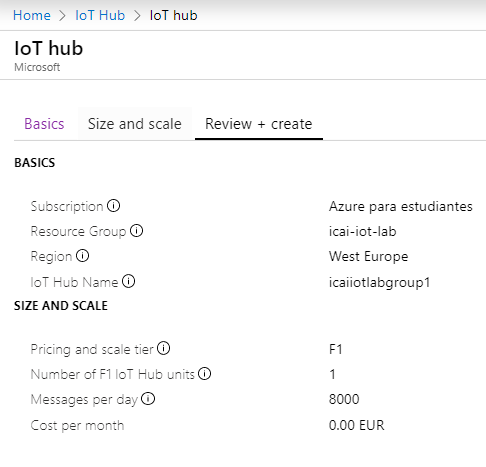 Home > IoT Hub > IoT hub
IoT hub
Microsoft
Basics Size and scale Review + create
BASICS
Subscription Azure para estudiantes
Resource Group icai-iot-lab
Region West Europe
IoT Hub Name icaiiotlabgroup1
SIZE AND SCALE
Pricing and scale tier F1
Number of F1 IoT Hub units 1
Messages per day 8000
Cost per month 0.00 EUR